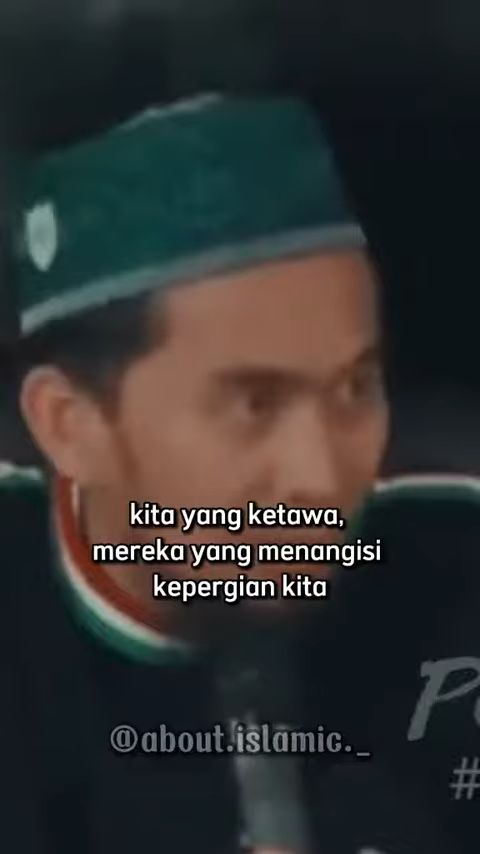 kita yang ketawa,
mereka yang menangisi
kepergian kita
@about.islamic._
#